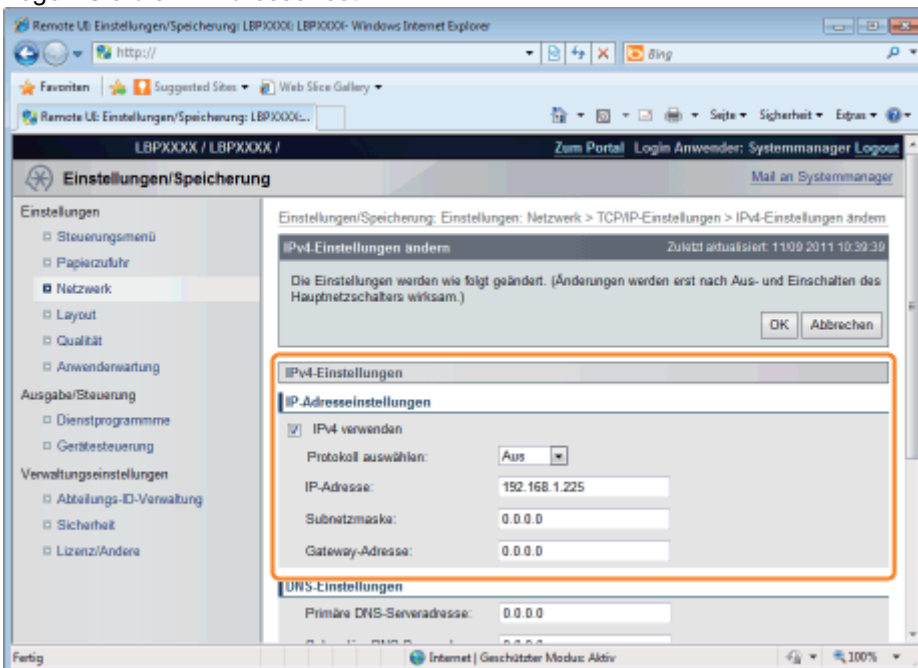 Remote UI: Einstellungen/Speicherung: LBPXXXX: LBPXXXX- Windows Internet Explorer
http://
Bing
Favoriten
Suggested Sites
Web Slice Gallery
Remote UI: Einstellungen/Speicherung: LBPXXXX:...
Seite
Sicherheit
Extras
LBPXXXX / LBPXXXX /
Zum Portal Login Anwender: Systemmanager Logout
Einstellungen/Speicherung
Mail an Systemmanager
Einstellungen
Steuerungsmenü
Papierzufuhr
Netzwerk
Layout
Qualität
Anwenderwartung
Ausgabe/Steuerung
Dienstprogrammme
Gerätesteuerung
Verwaltungseinstellungen
Abteilungs-ID-Verwaltung
Sicherheit
Lizenz/Andere
Einstellungen/Speicherung: Einstellungen: Netzwerk > TCP/IP-Einstellungen > IPv4-Einstellungen ändern
IPv4-Einstellungen ändern
Zuletzt aktualisiert: 11/09 2011 10:39:39
Die Einstellungen werden wie folgt geändert. (Änderungen werden erst nach Aus- und Einschalten des
Hauptnetzschalters wirksam.)
OK
Abbrechen
IPv4-Einstellungen
IP-Adresseinstellungen
IPv4 verwenden
Protokoll auswählen: Aus
IP-Adresse: 192.168.1.225
Subnetzmaske: 0.0.0.0
Gateway-Adresse: 0.0.0.0
DNS-Einstellungen
Primäre DNS-Serveradresse: 0.0.0.0
Fertig
Internet | Geschützter Modus: Aktiv
100%